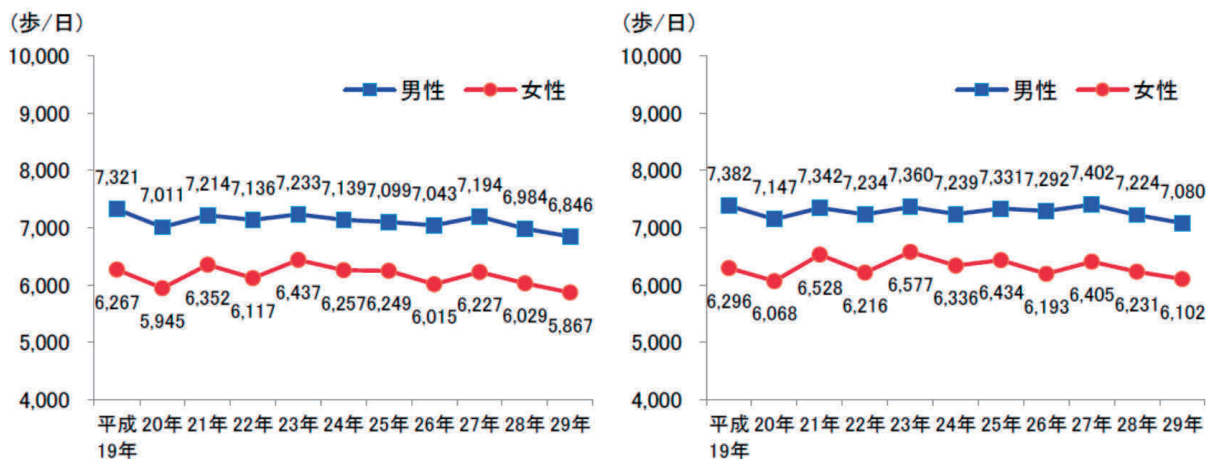 (歩/日)
10,000
9,000
8,000
7,000
6,000
5,000
4,000
男性 女性
7,321 7,011 7,214 7,136 7,233 7,139 7,099 7,043 7,194 6,984 6,846
6,267 5,945 6,352 6,117 6,437 6,257 6,249 6,015 6,227 6,029 5,867
平成 20年 21年 22年 23年 24年 25年 26年 27年 28年 29年
19年
(歩/日)
10,000
9,000
8,000
7,000
6,000
5,000
4,000
男性 女性
7,382 7,147 7,342 7,234 7,360 7,239 7,331 7,292 7,402 7,224 7,080
6,296 6,068 6,528 6,216 6,577 6,336 6,434 6,193 6,405 6,231 6,102
平成 20年 21年 22年 23年 24年 25年 26年 27年 28年 29年
19年